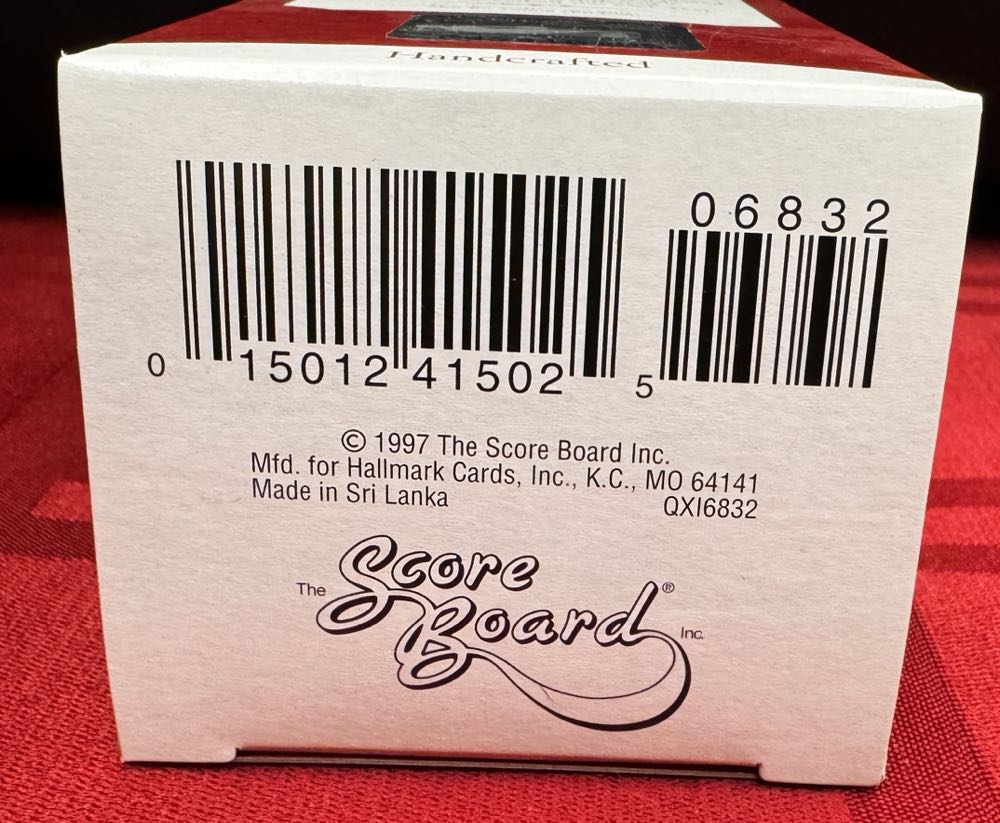 Handcrafted
06832
0 15012 41502 5
© 1997 The Score Board Inc.
Mfd. for Hallmark Cards, Inc., K.C., MO 64141
Made in Sri Lanka QXI6832
The Score Board® Inc.